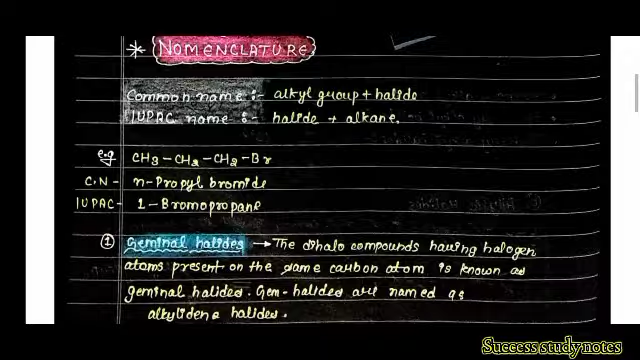 * NOMENCLATURE
Common name :- alkyl group + halide
IUPAC name :- halide + alkane.
e.g CH3-CH2-CH2-Br
C.N - n-Propyl bromide
IUPAC- 1-Bromopropane
① Geminal halides → The dihalo compounds having halogen
atoms present on the same carbon atom is known as
geminal halides. Gem-halides are named as
alkylidene halides.
Success study notes